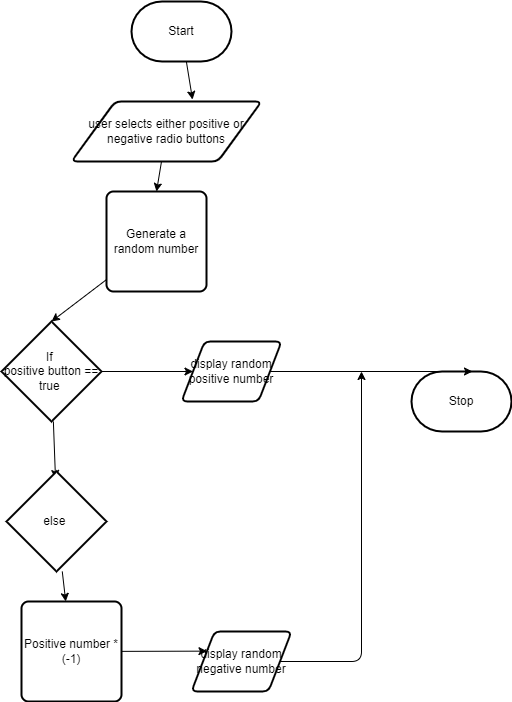 Start
user selects either positive or
negative radio buttons
Generate a
random number
If
positive button ==
true
display random
positive number
Stop
else
Positive number *
(-1)
display random
negative number